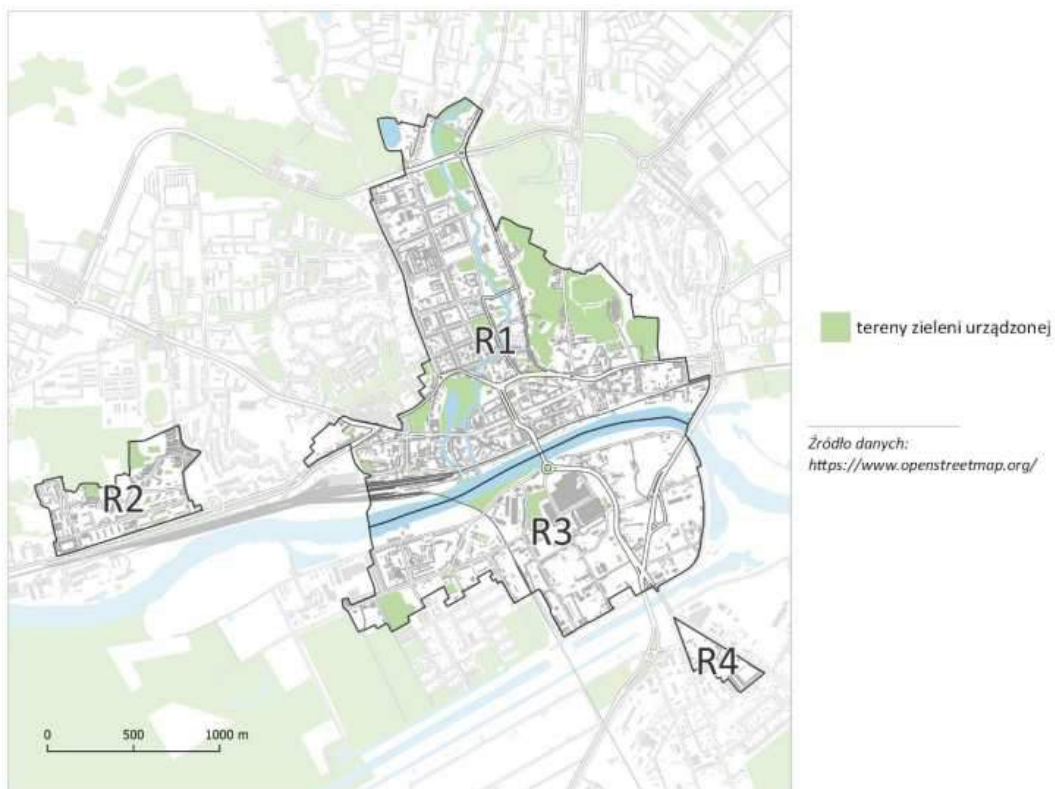 R1
R2
R3
R4
0 500 1000 m
tereny zieleni urządzonej
Źródło danych:
https://www.openstreetmap.org/